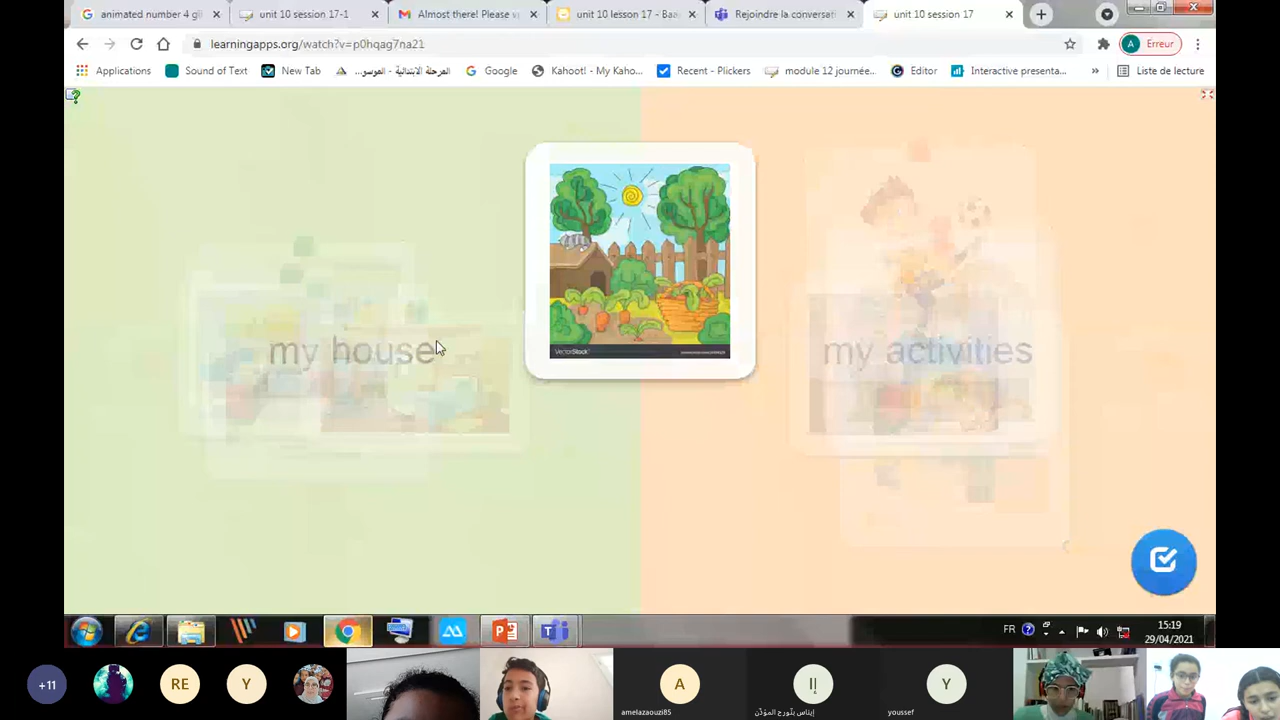 animated number 4 gi
unit 10 session 17-1
Almost there! Please
unit 10 lesson 17 - Baa
Rejoindre la conversati
unit 10 session 17
learningapps.org/watch?v=p0hqag7na21
A
Erreur
Applications
Sound of Text
New Tab
المرحلة الابتدائية - الموسو...
Google
Kahoot! - My Kaho...
Recent - Plickers
module 12 journée...
Editor
Interactive presenta...
»
Liste de lecture
my house
my activities
VectorStock
FR
15:19
29/04/2021
+11
RE
Y
A
إا
Y
amelazaouzi85
youssef